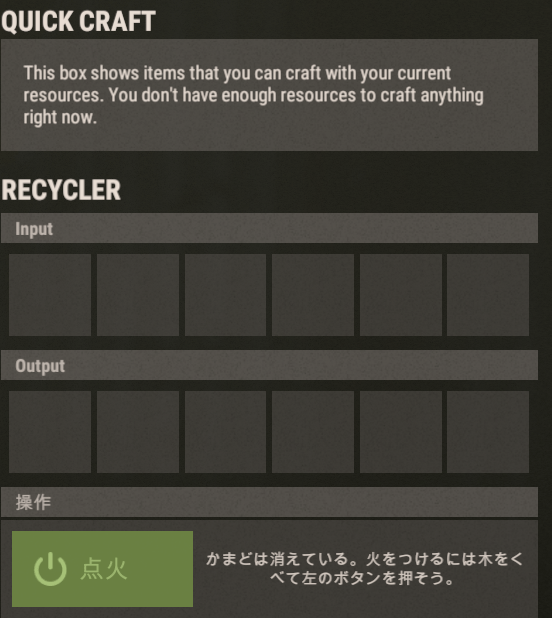 QUICK CRAFT
This box shows items that you can craft with your current
resources. You don't have enough resources to craft anything
right now.
RECYCLER
Input
Output
操作
点火
かまどは消えている。火をつけるには木をく
べて左のボタンを押そう。